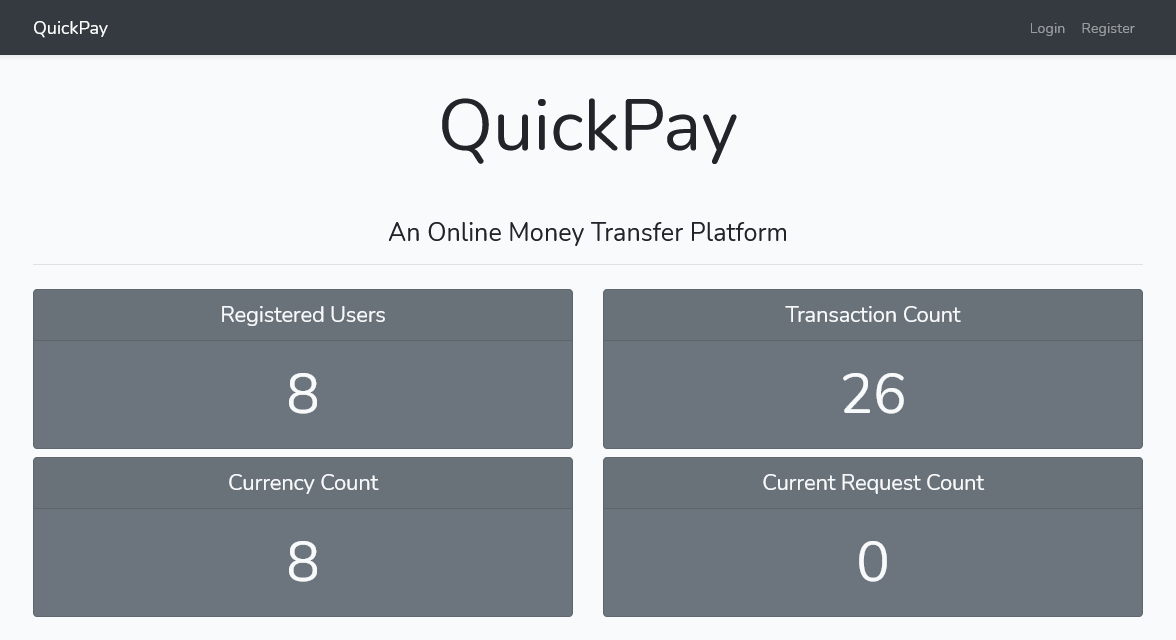 QuickPay
Login Register
QuickPay
An Online Money Transfer Platform
Registered Users
8
Transaction Count
26
Currency Count
8
Current Request Count
0